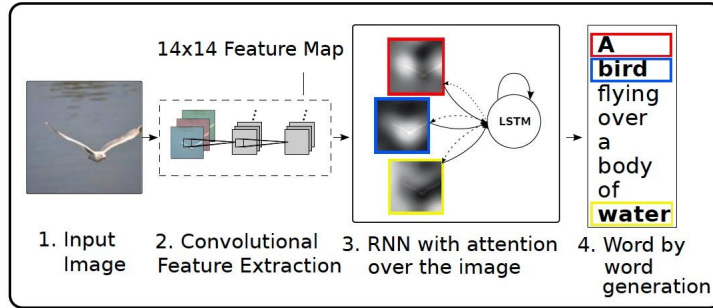 14x14 Feature Map
LSTM
A
bird
flying
over
a
body
of
water
1. Input
Image
2. Convolutional
Feature Extraction
3. RNN with attention
over the image
4. Word by
word
generation